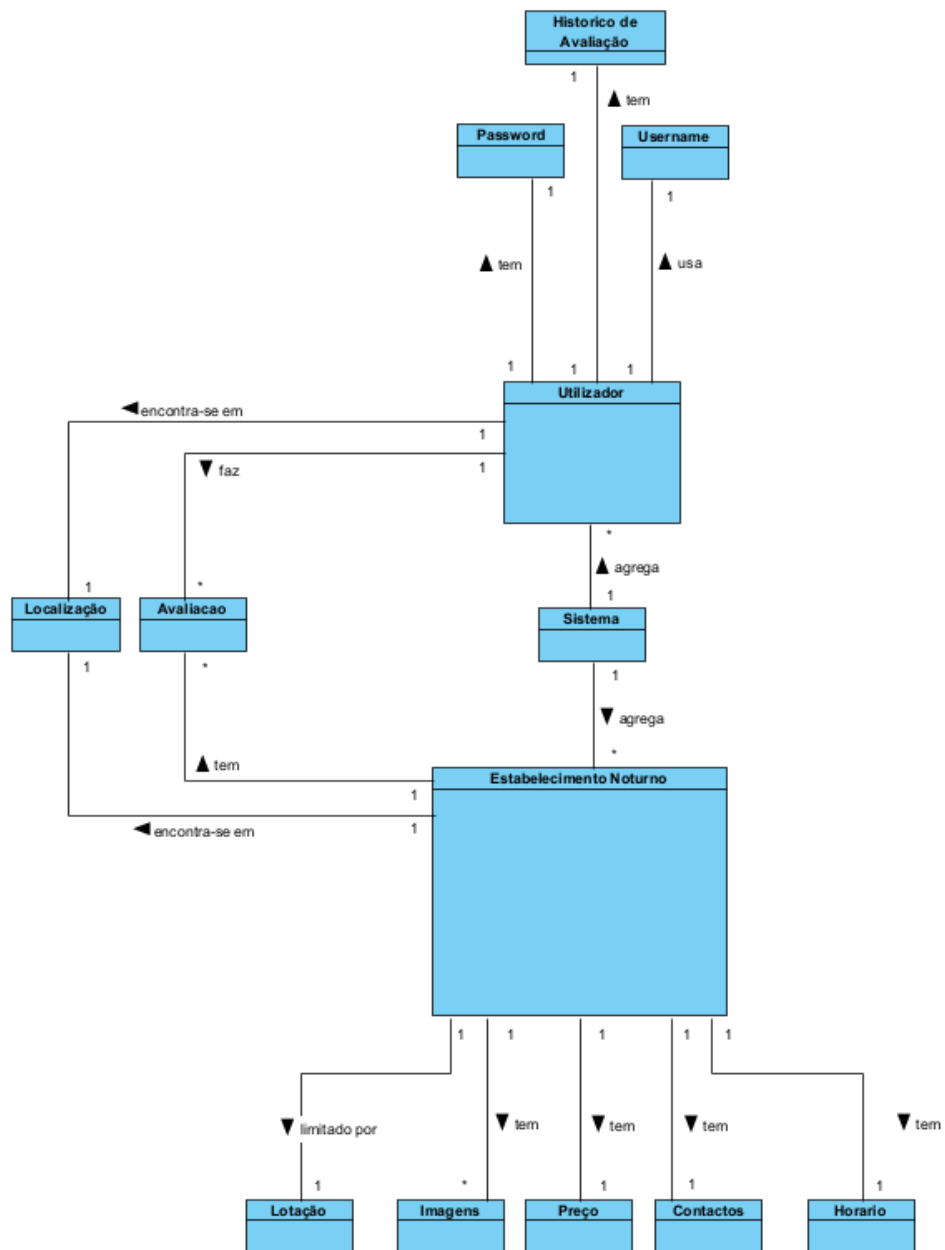 Historico de
Avaliação
1
▲ tem
Password
Username
1
1
▲ tem
▲ usa
1
1
1
Utilizador
◀ encontra-se em
1
▼ faz
1
*
▲ agrega
1
*
1
Localização
Avaliacao
Sistema
1
*
1
▼ agrega
▲ tem
*
Estabelecimento Noturno
1
◀ encontra-se em
1
1
1
1
1
1
▼ limitado por
▼ tem
▼ tem
▼ tem
▼ tem
1
*
1
1
1
Lotação
Imagens
Preço
Contactos
Horario